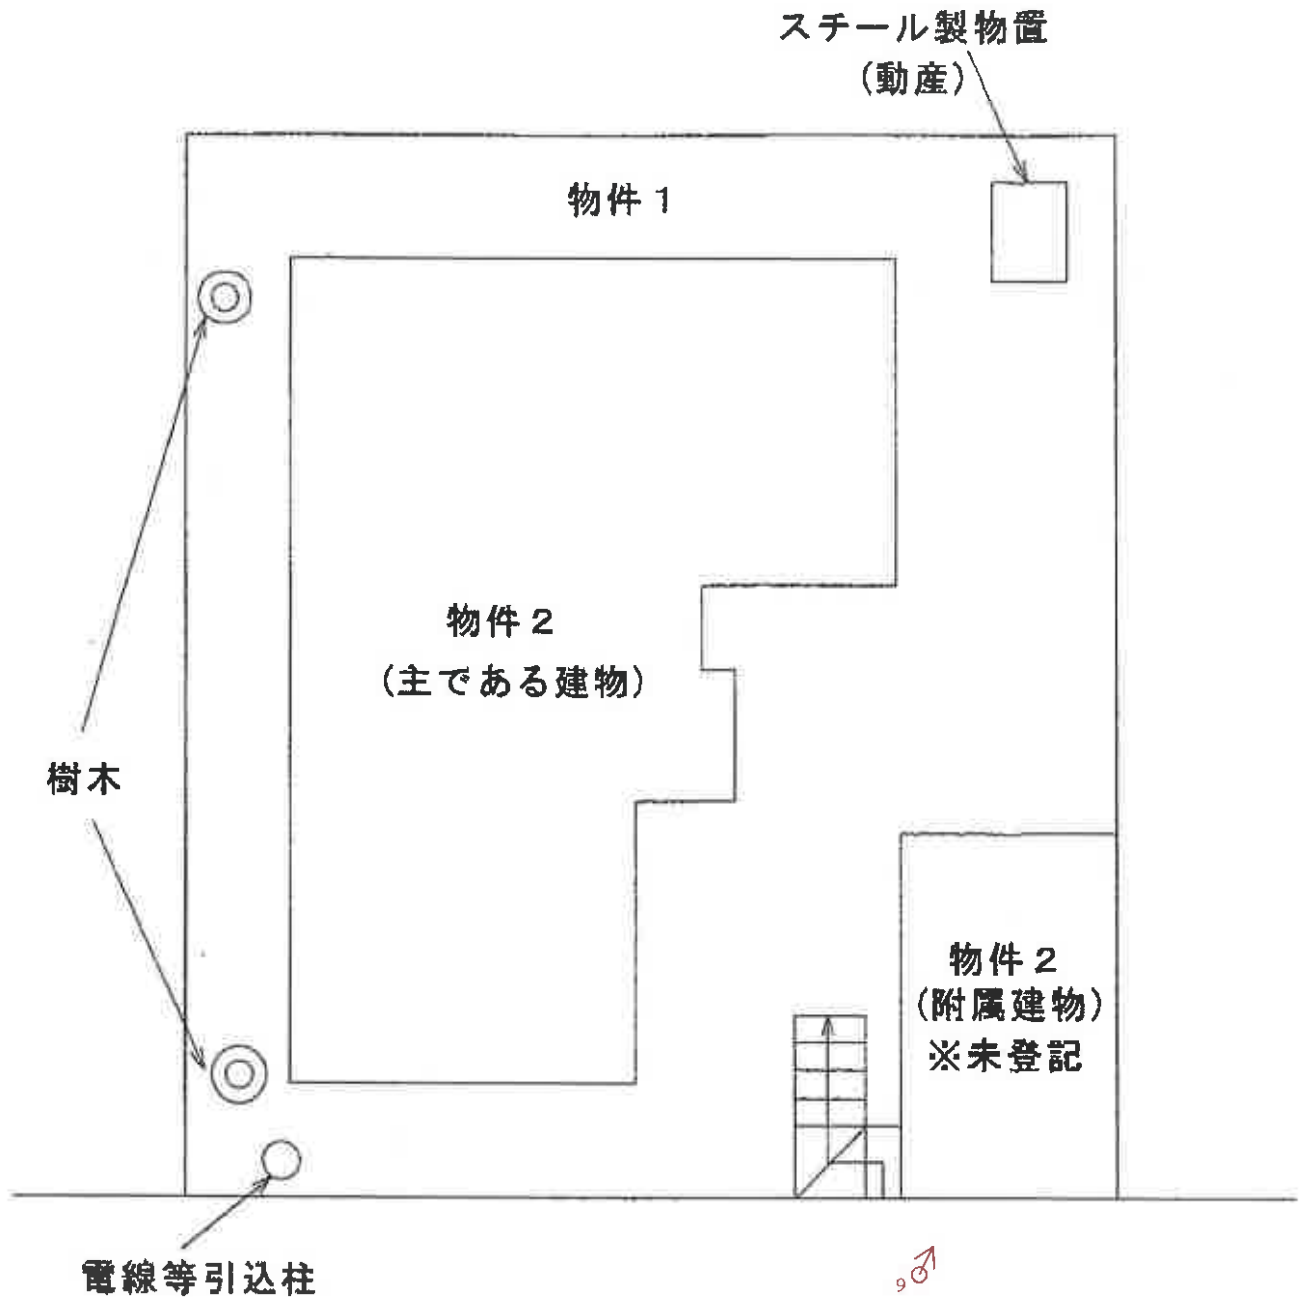 スチール製物置
(動産)
物件1
物件2
(主である建物)
樹木
物件2
(附属建物)
※未登記
電線等引込柱
9